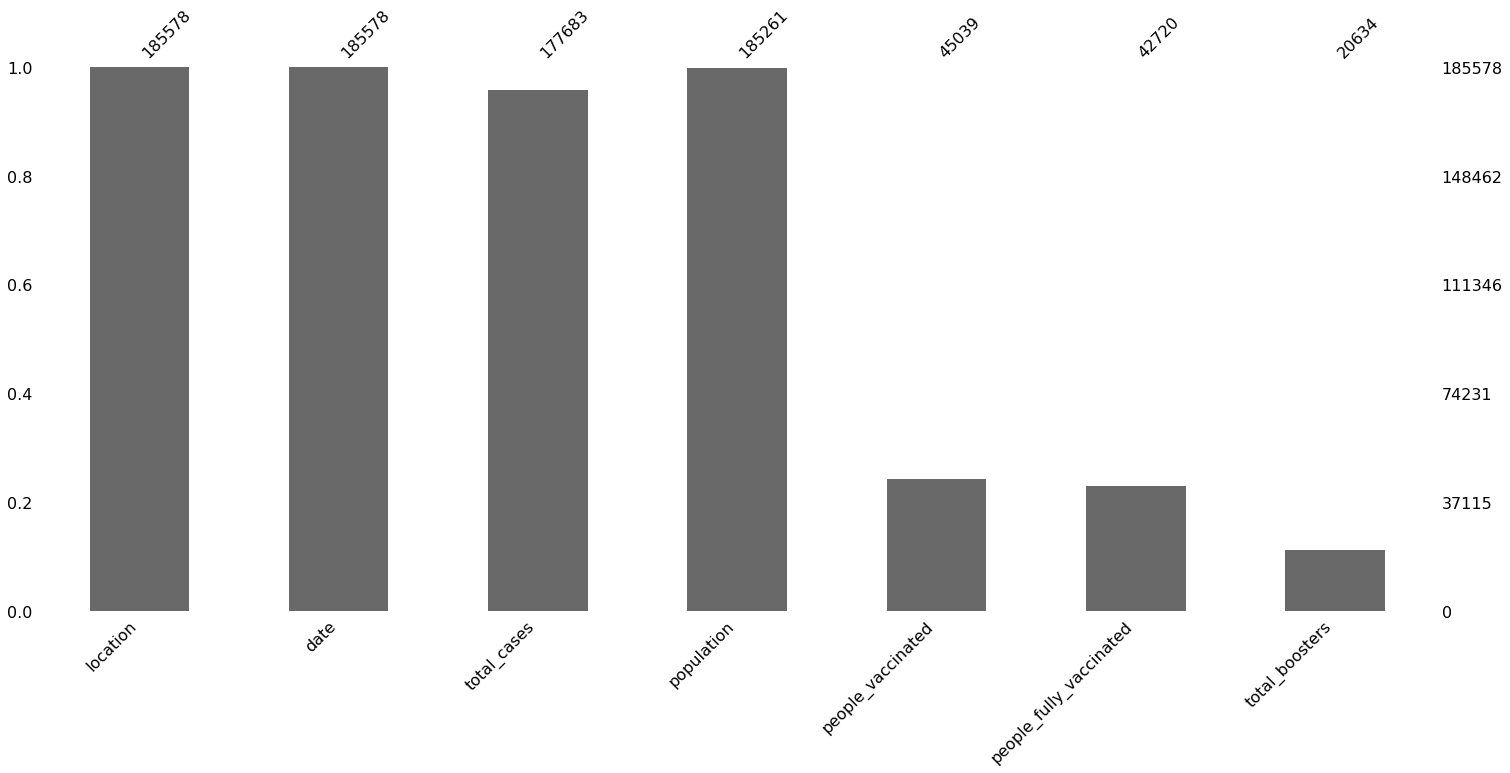 185578
185578
177683
185261
45039
42720
20634
1.0
185578
0.8
148462
0.6
111346
0.4
74231
0.2
37115
0.0
0
location
date
total_cases
population
people_vaccinated
people_fully_vaccinated
total_boosters